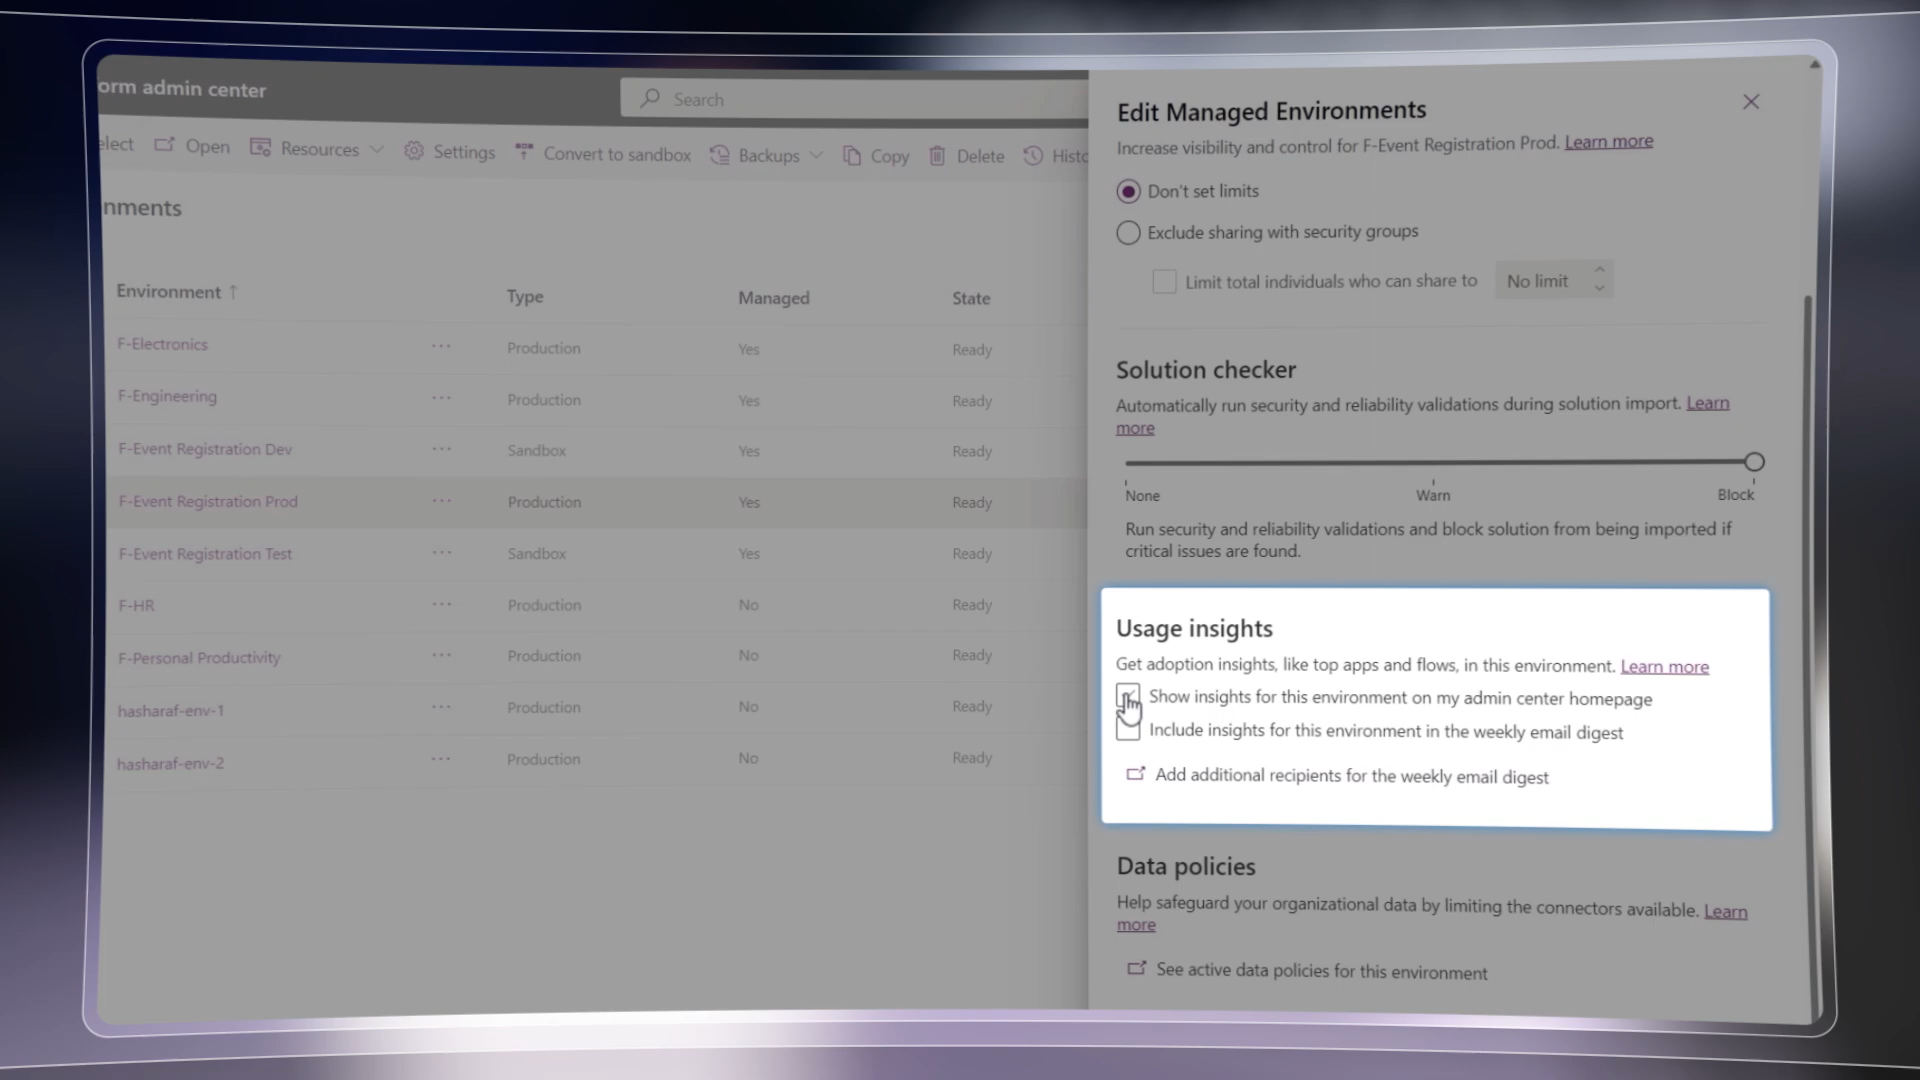 orm admin center
Search
elect
Open
Resources
Settings
Convert to sandbox
Backups
Copy
Delete
Histo
nments
Environment ↑
Type
Managed
State
F-Electronics
···
Production
Yes
Ready
F-Engineering
···
Production
Yes
Ready
F-Event Registration Dev
···
Sandbox
Yes
Ready
F-Event Registration Prod
···
Production
Yes
Ready
F-Event Registration Test
···
Sandbox
Yes
Ready
F-HR
···
Production
No
Ready
F-Personal Productivity
···
Production
No
Ready
hasharaf-env-1
···
Production
No
Ready
hasharaf-env-2
···
Production
No
Ready
Edit Managed Environments
Increase visibility and control for F-Event Registration Prod. Learn more
Don't set limits
Exclude sharing with security groups
Limit total individuals who can share to
No limit
Solution checker
Automatically run security and reliability validations during solution import. Learn
more
None
Warn
Block
Run security and reliability validations and block solution from being imported if
critical issues are found.
Usage insights
Get adoption insights, like top apps and flows, in this environment. Learn more
Show insights for this environment on my admin center homepage
Include insights for this environment in the weekly email digest
Add additional recipients for the weekly email digest
Data policies
Help safeguard your organizational data by limiting the connectors available. Learn
more
See active data policies for this environment